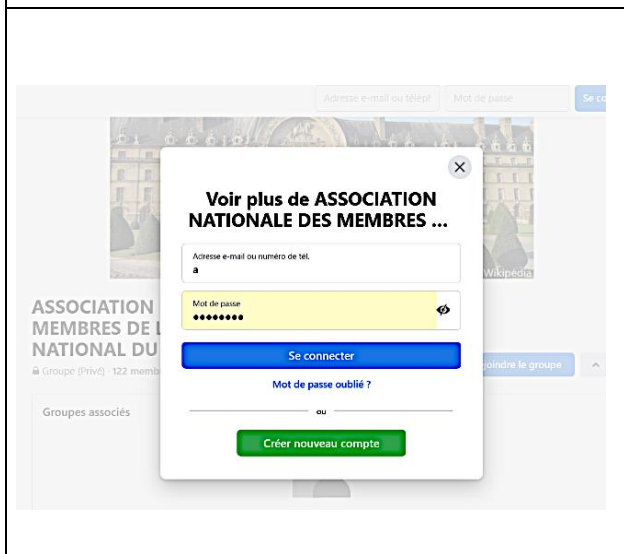 Adresse e-mail ou télépl
Mot de passe
Se co
Voir plus de ASSOCIATION
NATIONALE DES MEMBRES ...
Adresse e-mail ou numéro de tél.
a
Mot de passe
••••••••
Se connecter
Mot de passe oublié ?
ou
Créer nouveau compte
Wikipédia
ASSOCIATION
MEMBRES DE L
NATIONAL DU
Groupe (Privé) · 122 memb
joindre le groupe
Groupes associés